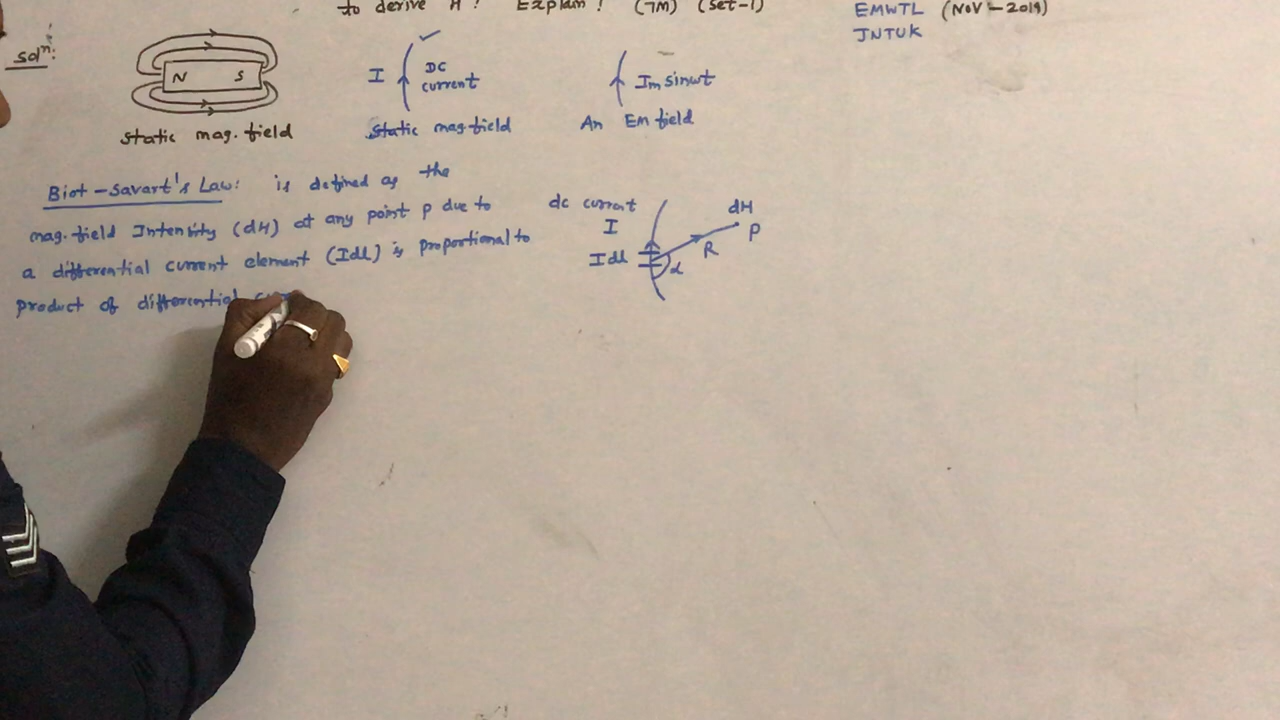 to derive H? Explain? (7M) (Set-1)
EMWTL (NOV-2019)
JNTUK
Solⁿ:
N S
static mag. field
I DC current
static mag field
Im sinwt
An Em field
Biot-Savart's Law: is defined as the
mag. field Intensity (dH) at any point P due to
a differential current element (Idl) is proportional to
product of differential
dc current
I
Idl
α
R
dH
P